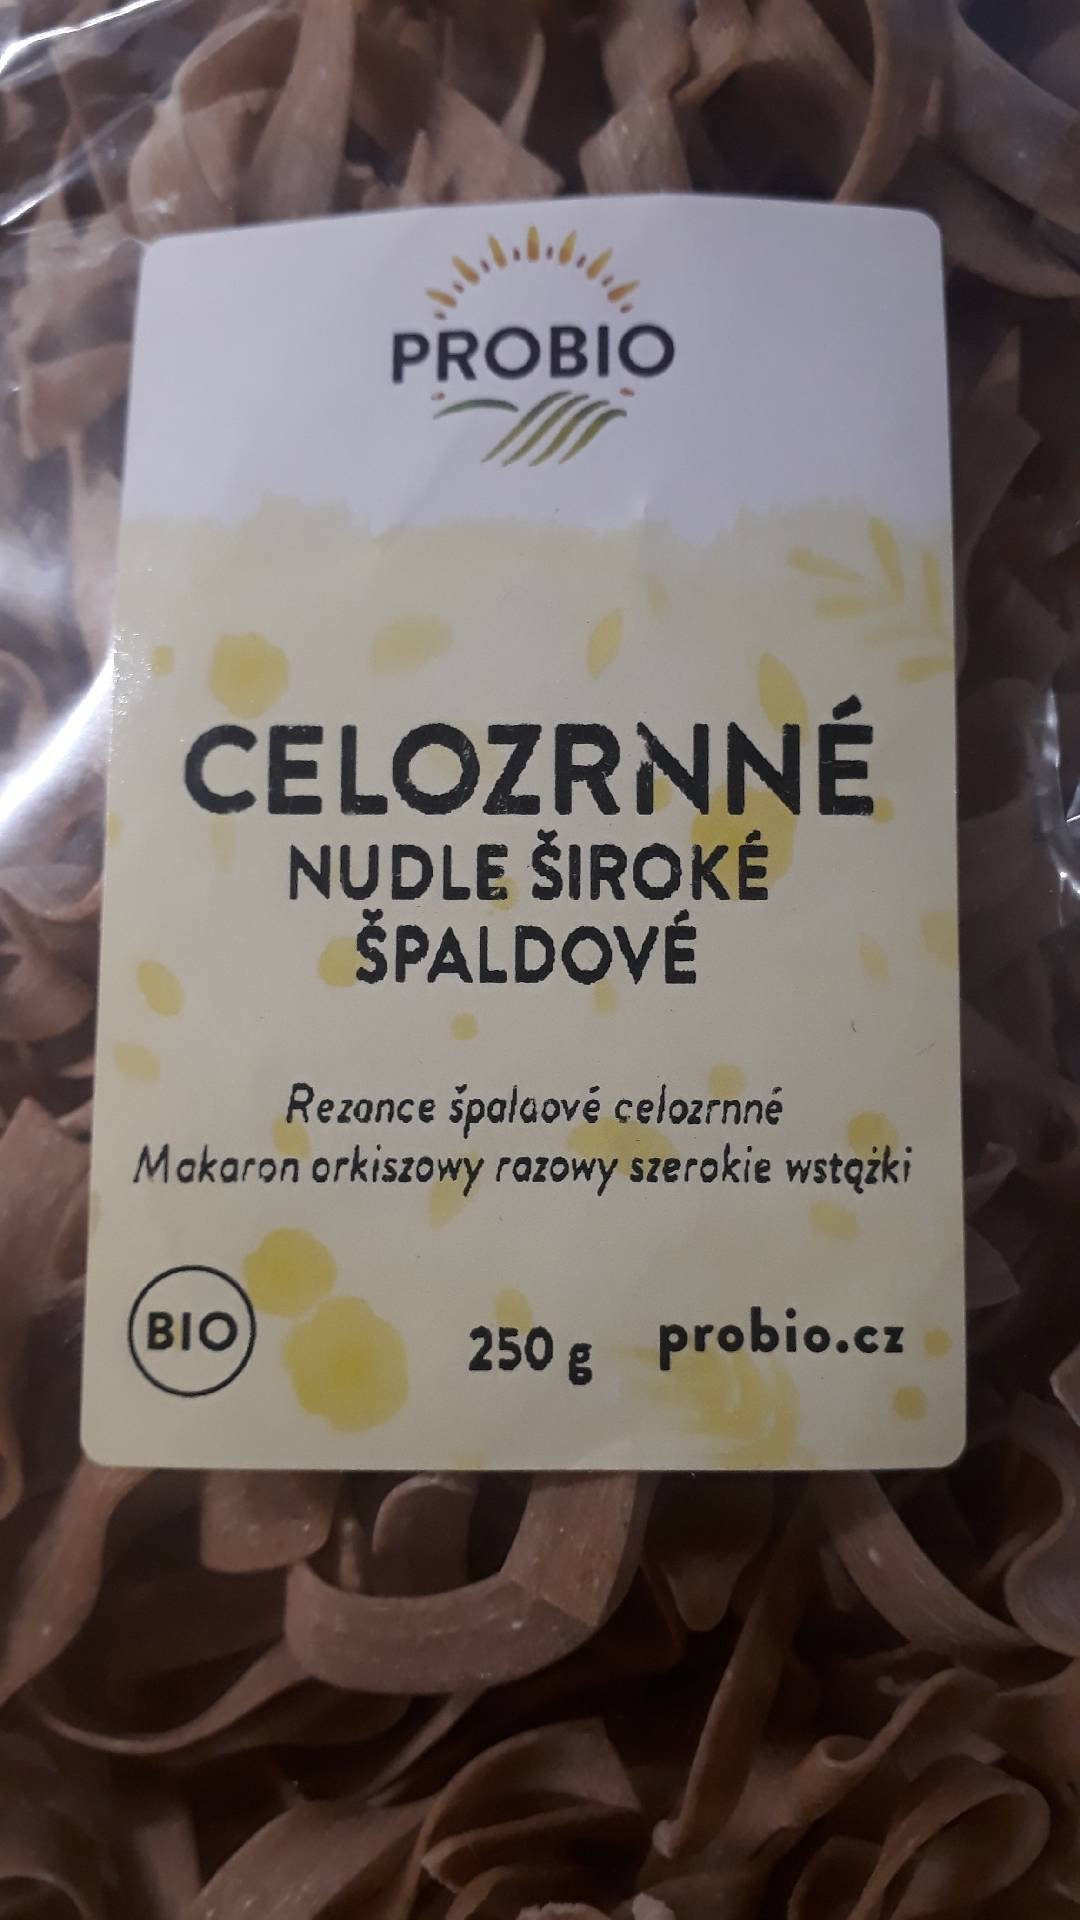 PROBIO
CELOZRNNÉ
NUDLE ŠIROKÉ
ŠPALDOVÉ
Rezance špaldové celozrnné
Makaron orkiszowy razowy szerokie wstążki
BIO
250 g
probio.cz